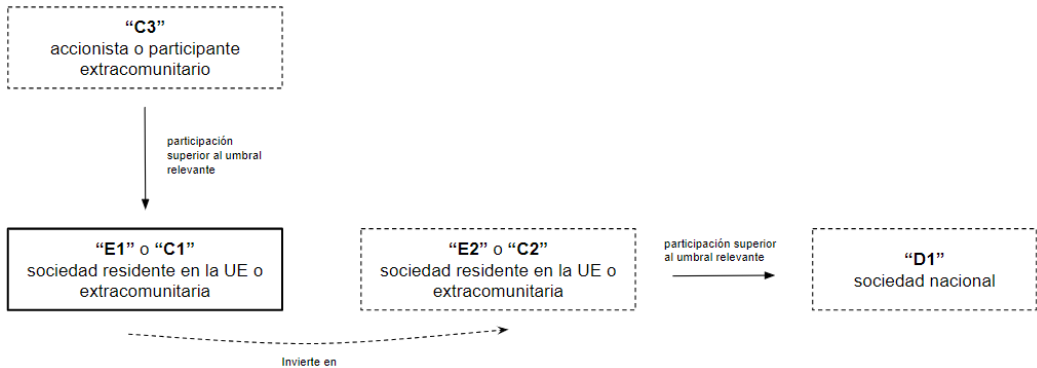 “C3”
accionista o participante
extracomunitario
participación
superior al umbral
relevante
“E1” o “C1”
sociedad residente en la UE o
extracomunitaria
“E2” o “C2”
sociedad residente en la UE o
extracomunitaria
participación superior
al umbral relevante
“D1”
sociedad nacional
Invierte en